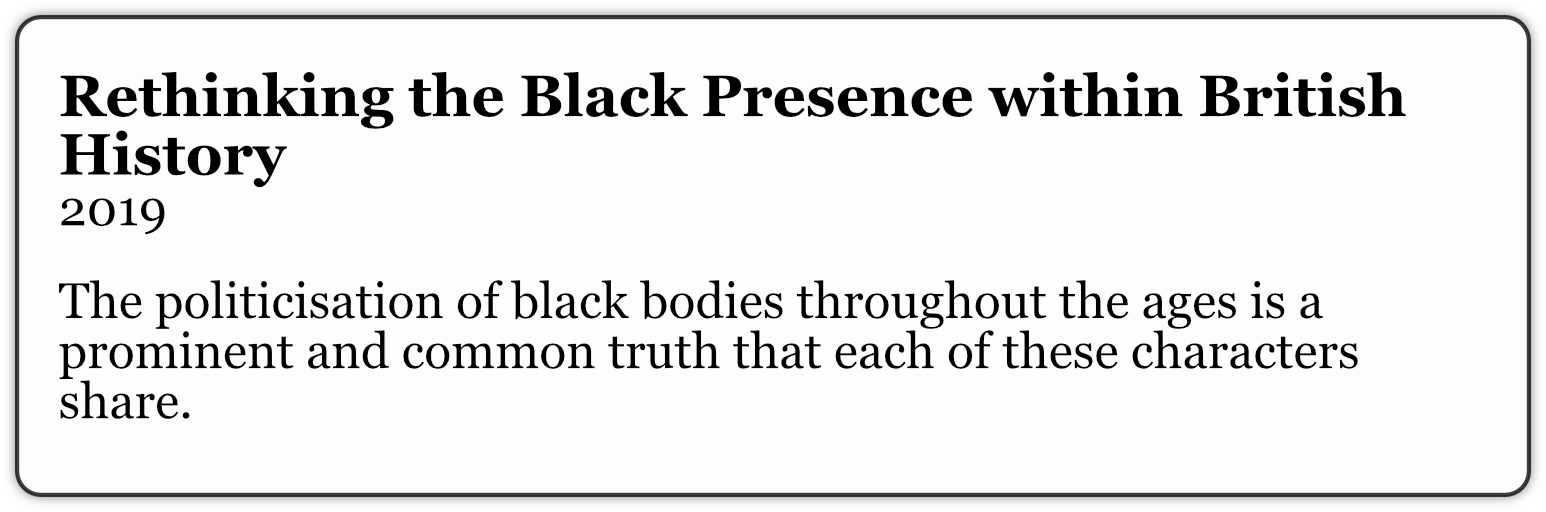 Rethinking the Black Presence within British
History
2019
The politicisation of black bodies throughout the ages is a
prominent and common truth that each of these characters
share.